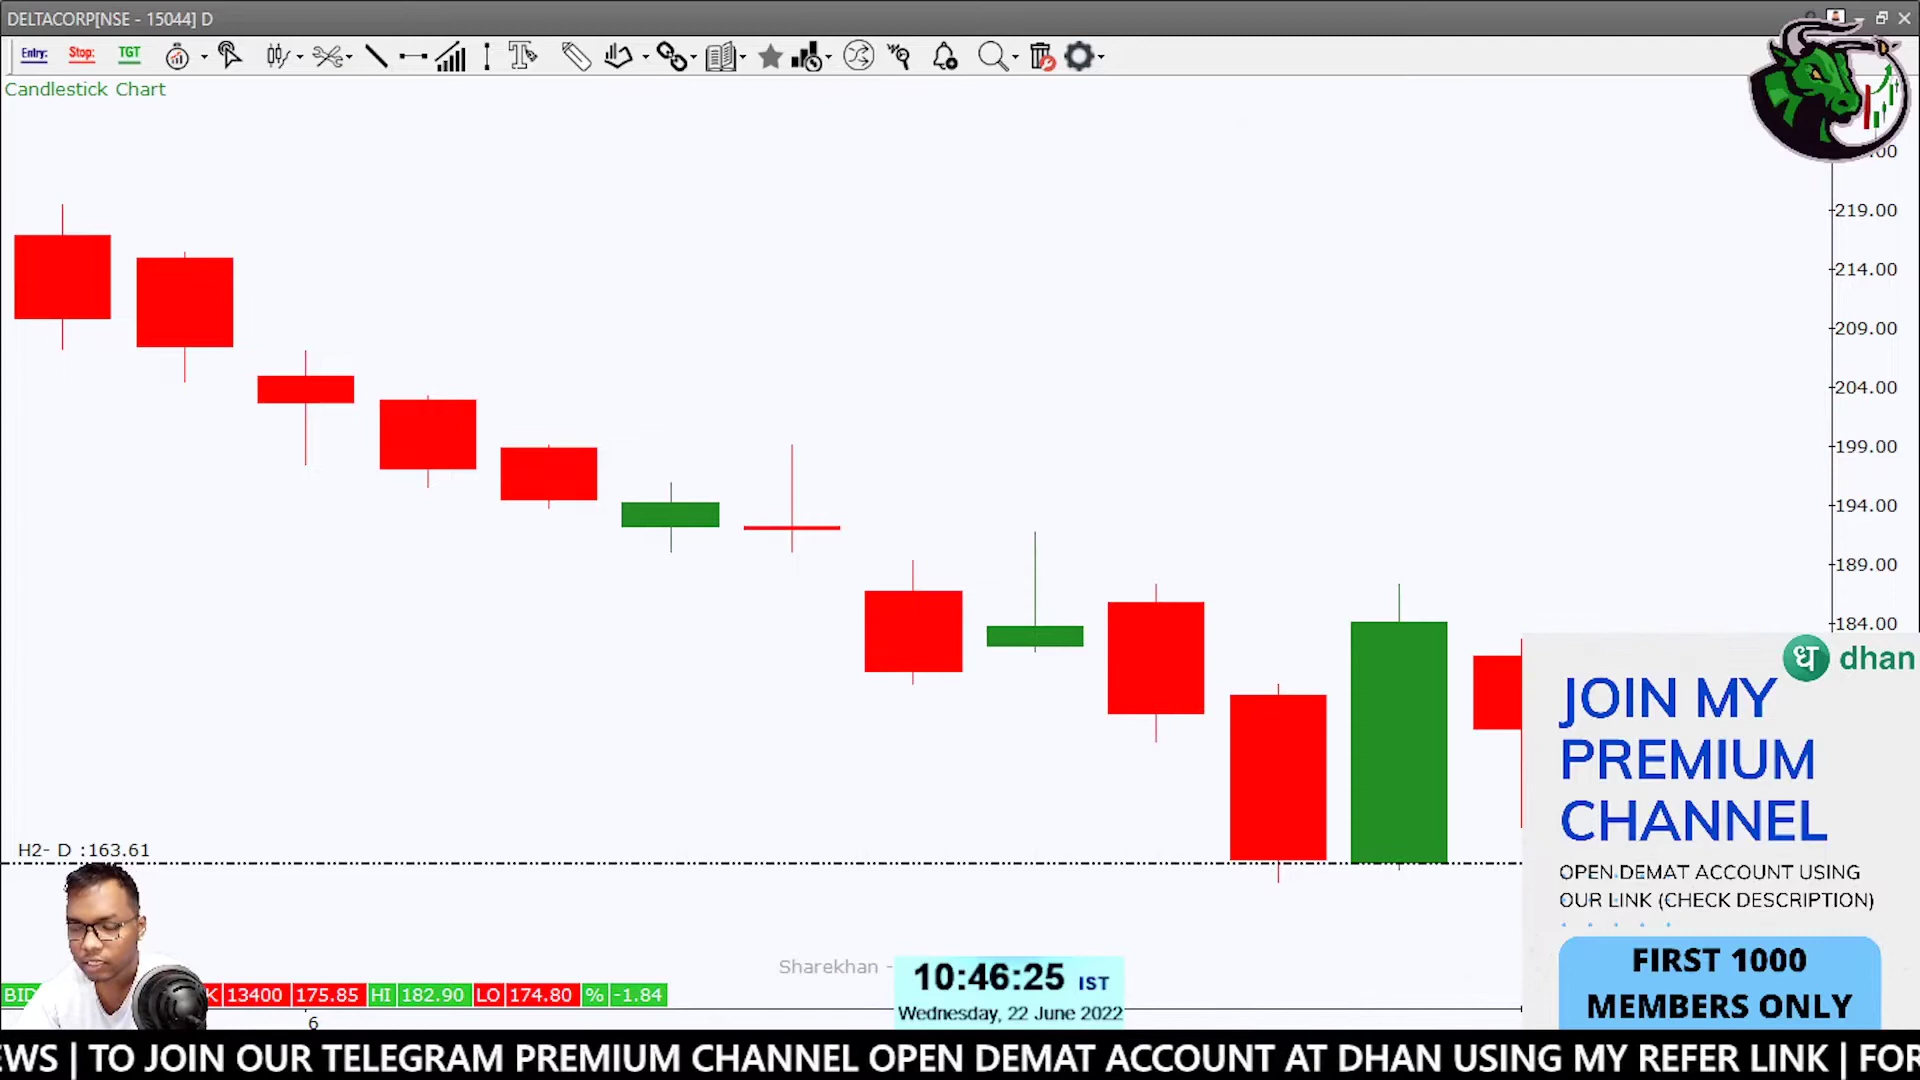 DELTACORP[NSE - 15044] D
Entry:
Stop:
TGT
Candlestick Chart
219.00
214.00
209.00
204.00
199.00
194.00
189.00
184.00
ध dhan
JOIN MY
PREMIUM
CHANNEL
OPEN DEMAT ACCOUNT USING
OUR LINK (CHECK DESCRIPTION)
FIRST 1000
MEMBERS ONLY
H2- D :163.61
Sharekhan -
10:46:25 IST
Wednesday, 22 June 2022
BID K 13400 175.85 HI 182.90 LO 174.80 % -1.84
6
EWS | TO JOIN OUR TELEGRAM PREMIUM CHANNEL OPEN DEMAT ACCOUNT AT DHAN USING MY REFER LINK | FOR